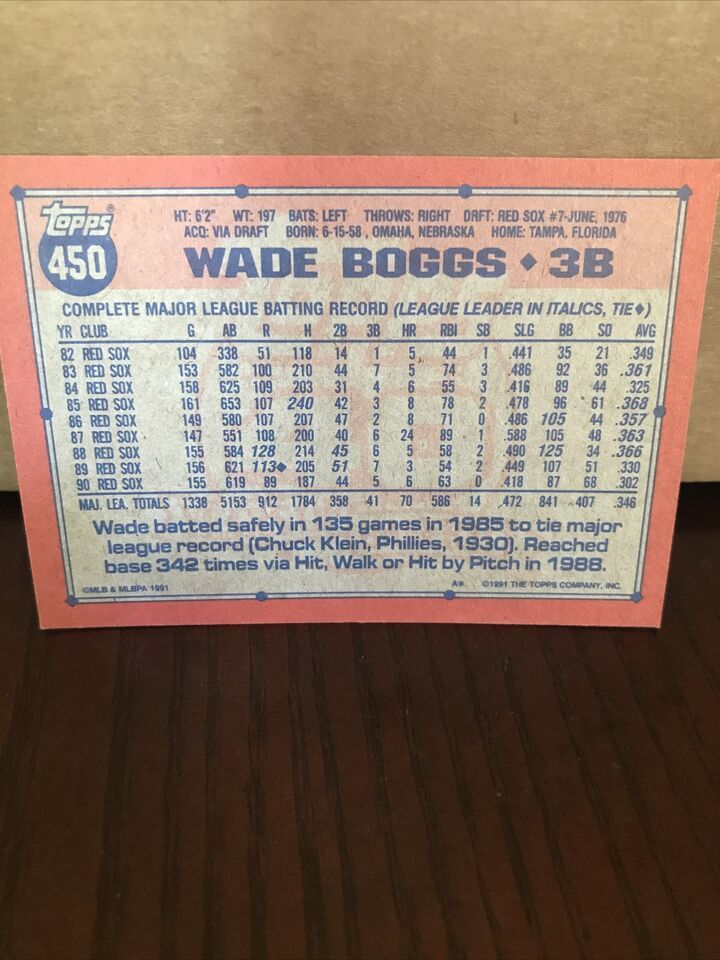 TOPPS®
450
HT: 6'2" WT: 197 BATS: LEFT THROWS: RIGHT DRFT: RED SOX #7-JUNE, 1976
ACQ: VIA DRAFT BORN: 6-15-58 , OMAHA, NEBRASKA HOME: TAMPA, FLORIDA
WADE BOGGS ♦ 3B
COMPLETE MAJOR LEAGUE BATTING RECORD (LEAGUE LEADER IN ITALICS, TIE♦)
YR CLUB G AB R H 2B 3B HR RBI SB SLG BB SO AVG
82 RED SOX 104 338 51 118 14 1 5 44 1 .441 35 21 .349
83 RED SOX 153 582 100 210 44 7 5 74 3 .486 92 36 .361
84 RED SOX 158 625 109 203 31 4 6 55 3 .416 89 44 .325
85 RED SOX 161 653 107 240 42 3 8 78 2 .478 96 61 .368
86 RED SOX 149 580 107 207 47 2 8 71 0 .486 105 44 .357
87 RED SOX 147 551 108 200 40 6 24 89 1 .588 105 48 .363
88 RED SOX 155 584 128 214 45 6 5 58 2 .490 125 34 .366
89 RED SOX 156 621 113♦ 205 51 7 3 54 2 .449 107 51 .330
90 RED SOX 155 619 89 187 44 5 6 63 0 .418 87 68 .302
MAJ. LEA. TOTALS 1338 5153 912 1784 358 41 70 586 14 .472 841 407 .346
Wade batted safely in 135 games in 1985 to tie major
league record (Chuck Klein, Phillies, 1930). Reached
base 342 times via Hit, Walk or Hit by Pitch in 1988.
©MLB & MLBPA 1991 A* ©1991 THE TOPPS COMPANY, INC.